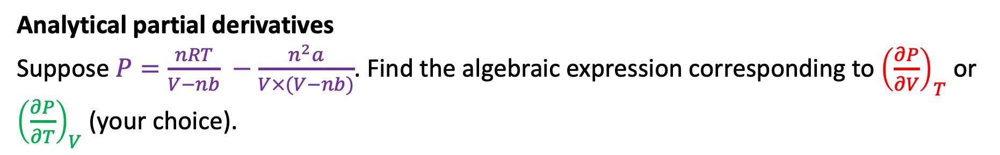 Analytical partial derivatives
Suppose $P = \frac{nRT}{V-nb} - \frac{n^2 a}{V \times (V-nb)}$. Find the algebraic expression corresponding to $\left(\frac{\partial P}{\partial V}\right)_T$ or
$\left(\frac{\partial P}{\partial T}\right)_V$ (your choice).